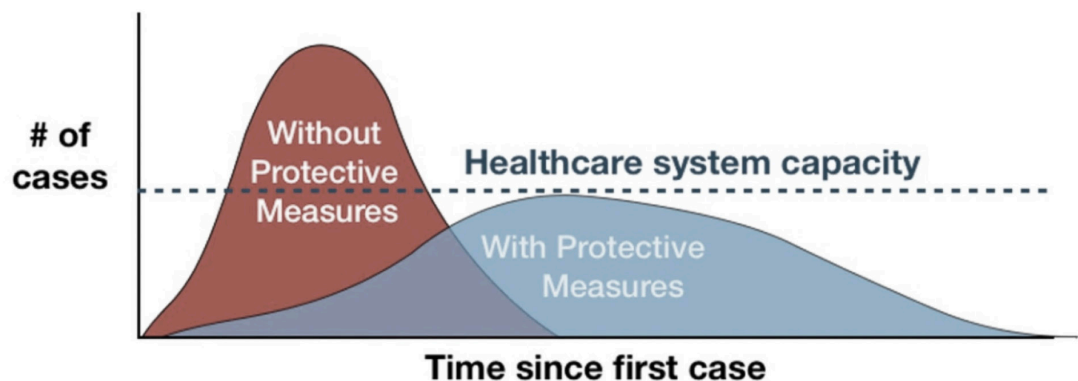 # of
cases
Without
Protective
Measures
Healthcare system capacity
With Protective
Measures
Time since first case